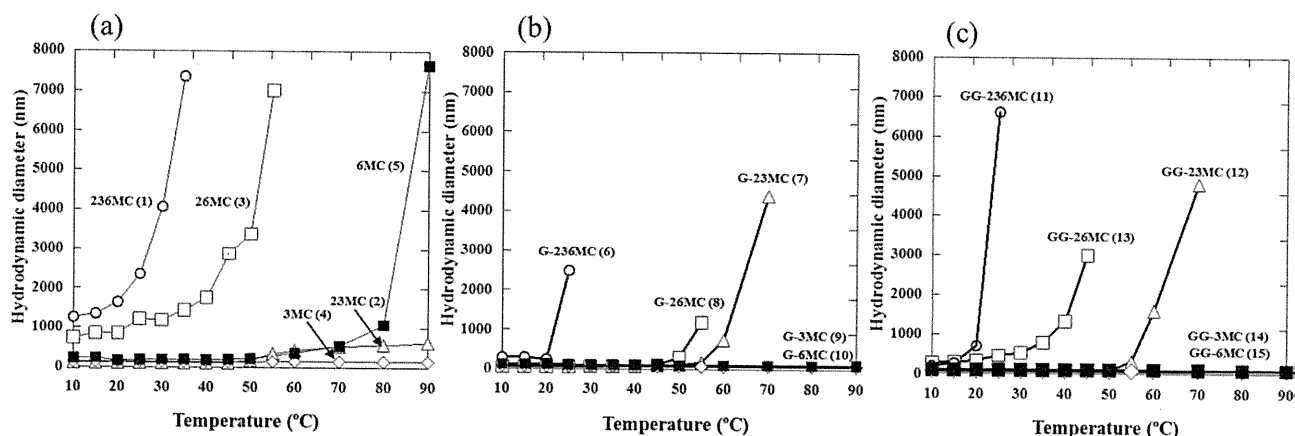 (a)
8000
7000
6000
5000
4000
3000
2000
1000
0
Hydrodynamic diameter (nm)
236MC (1)
26MC (3)
6MC (5)
3MC (4)
23MC (2)
10 20 30 40 50 60 70 80 90
Temperature (ºC)
(b)
8000
7000
6000
5000
4000
3000
2000
1000
0
Hydrodynamic diameter (nm)
G-236MC (6)
G-23MC (7)
G-26MC (8)
G-3MC (9)
G-6MC (10)
10 20 30 40 50 60 70 80 90
Temperature (ºC)
(c)
8000
7000
6000
5000
4000
3000
2000
1000
0
Hydrodynamic diameter (nm)
GG-236MC (11)
GG-23MC (12)
GG-26MC (13)
GG-3MC (14)
GG-6MC (15)
10 20 30 40 50 60 70 80 90
Temperature (ºC)